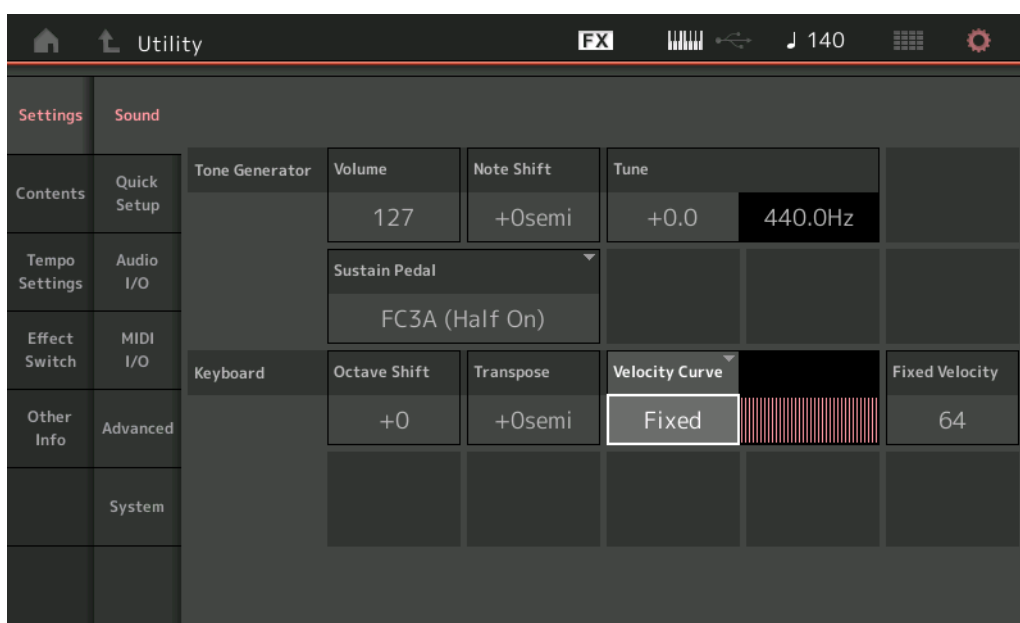 Utility
FX
♩ 140
Settings
Sound
Contents
Quick
Setup
Tempo
Settings
Audio
I/O
Effect
Switch
MIDI
I/O
Other
Info
Advanced
System
Tone Generator
Volume
127
Note Shift
+0semi
Tune
+0.0
440.0Hz
Sustain Pedal
FC3A (Half On)
Keyboard
Octave Shift
+0
Transpose
+0semi
Velocity Curve
Fixed
Fixed Velocity
64